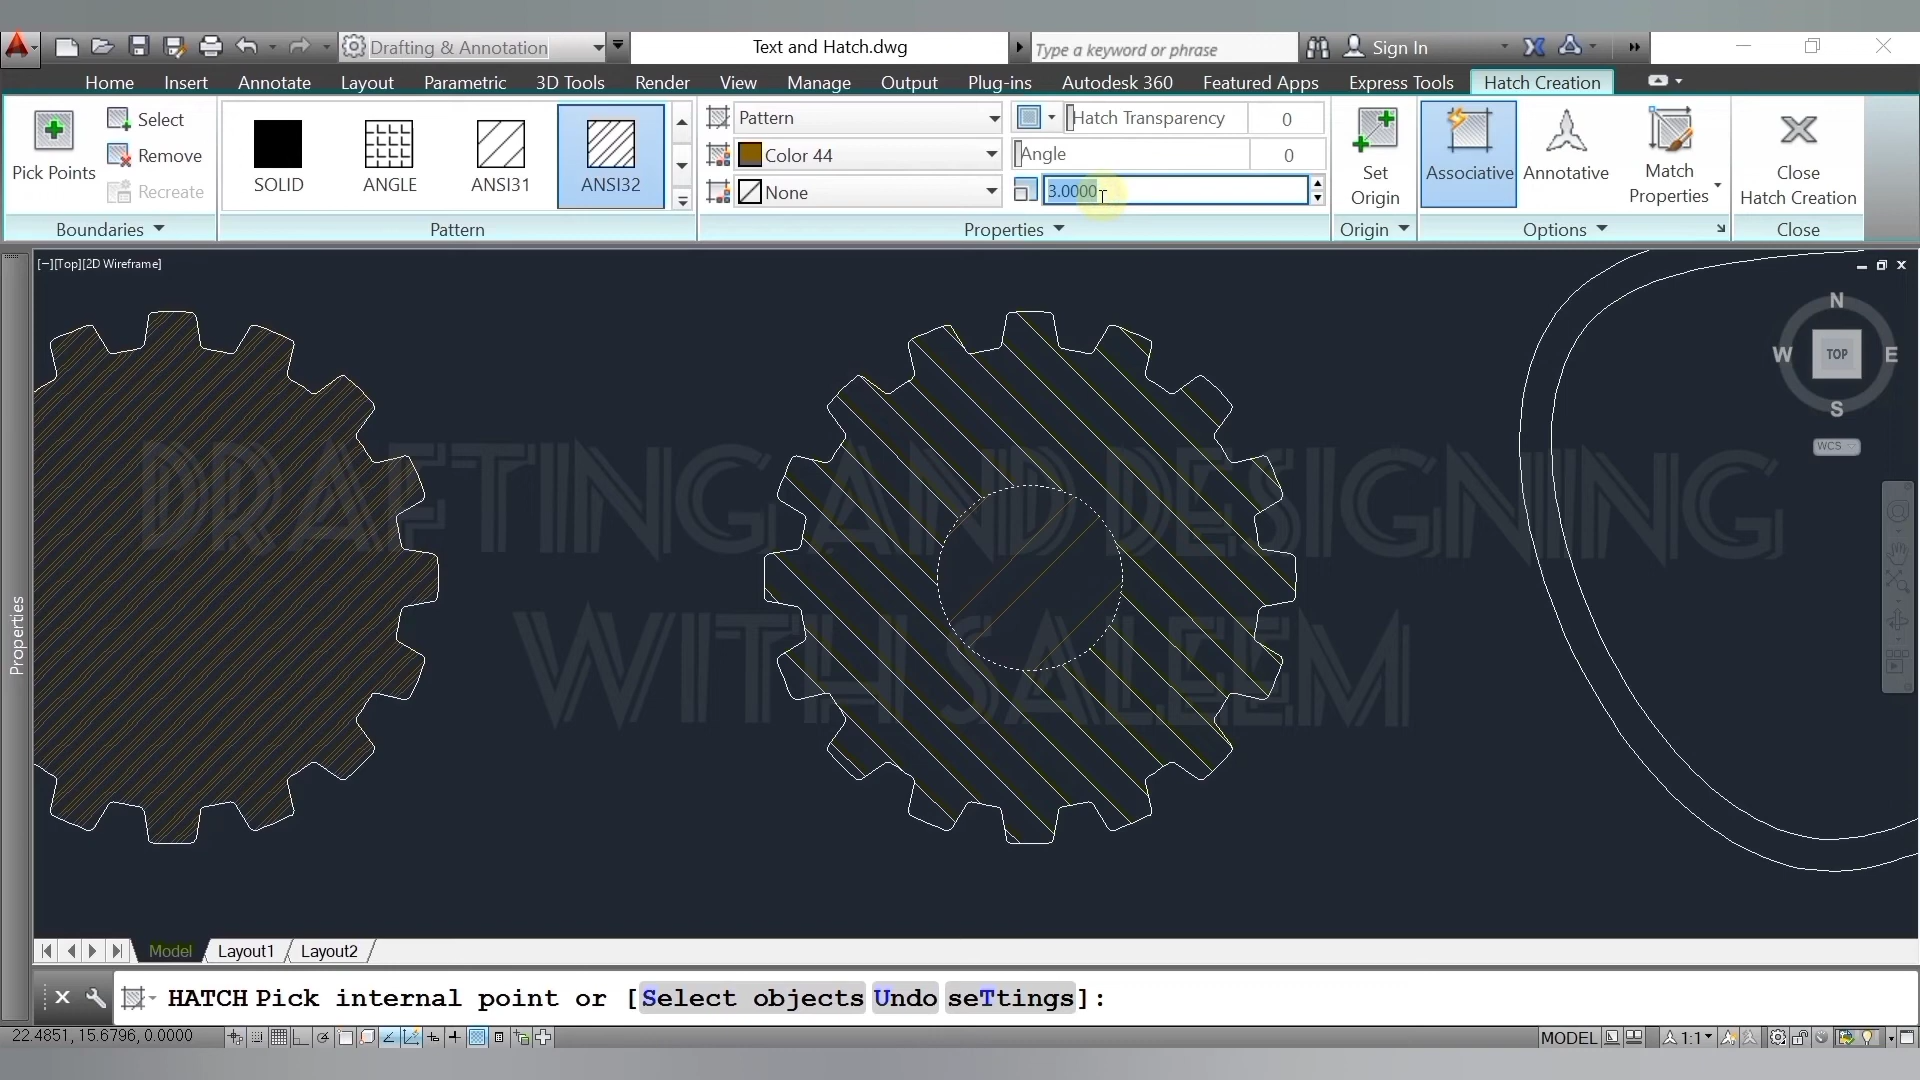 Drafting & Annotation
Text and Hatch.dwg
Type a keyword or phrase
Sign In
Home Insert Annotate Layout Parametric 3D Tools Render View Manage Output Plug-ins Autodesk 360 Featured Apps Express Tools Hatch Creation
Pick Points
Select
Remove
Recreate
Boundaries
SOLID
ANGLE
ANSI31
ANSI32
Pattern
Pattern
Color 44
None
Hatch Transparency 0
Angle 0
3.0000
Properties
Set
Origin
Origin
Associative
Annotative
Match
Properties
Options
Close
Hatch Creation
Close
[−][Top][2D Wireframe]
N
W
TOP
E
S
WCS
DRAFTING AND DESIGNING
WITH SALEEM
Properties
Model Layout1 Layout2
HATCH Pick internal point or [Select objects Undo seTtings]:
22.4851, 15.6796, 0.0000
MODEL
1:1